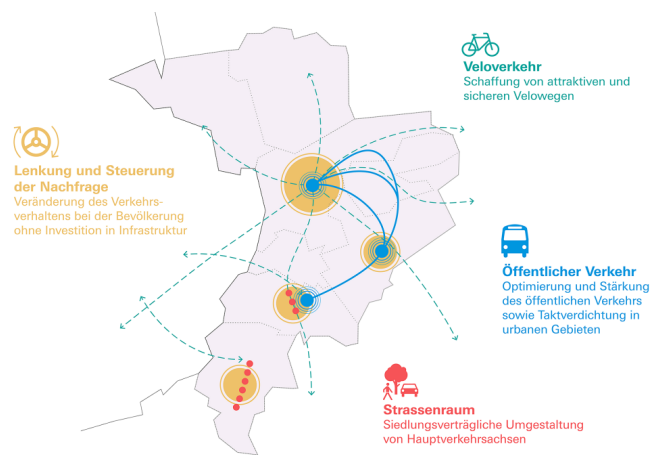 Veloverkehr
Schaffung von attraktiven und
sicheren Velowegen
Lenkung und Steuerung
der Nachfrage
Veränderung des Verkehrs-
verhaltens bei der Bevölkerung
ohne Investition in Infrastruktur
Öffentlicher Verkehr
Optimierung und Stärkung
des öffentlichen Verkehrs
sowie Taktverdichtung in
urbanen Gebieten
Strassenraum
Siedlungsverträgliche Umgestaltung
von Hauptverkehrsachsen